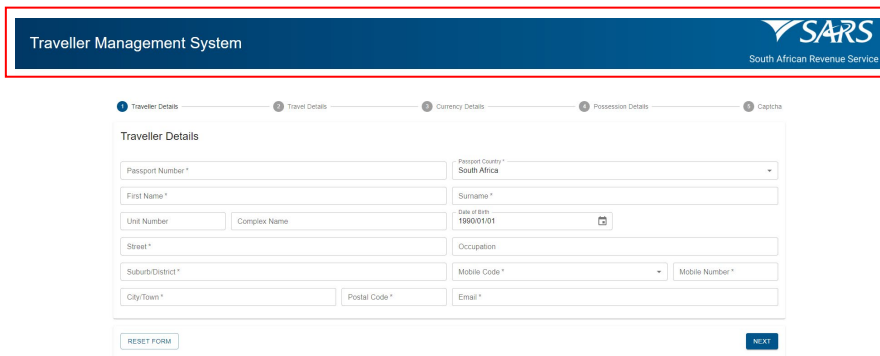 Traveller Management System
SARS
South African Revenue Service
1 Traveller Details 2 Travel Details 3 Currency Details 4 Possession Details 5 Captcha
Traveller Details
Passport Number * Passport Country * South Africa
First Name * Surname *
Unit Number Complex Name Date of Birth 1990/01/01
Street * Occupation
Suburb/District * Mobile Code * Mobile Number *
City/Town * Postal Code * Email *
RESET FORM NEXT